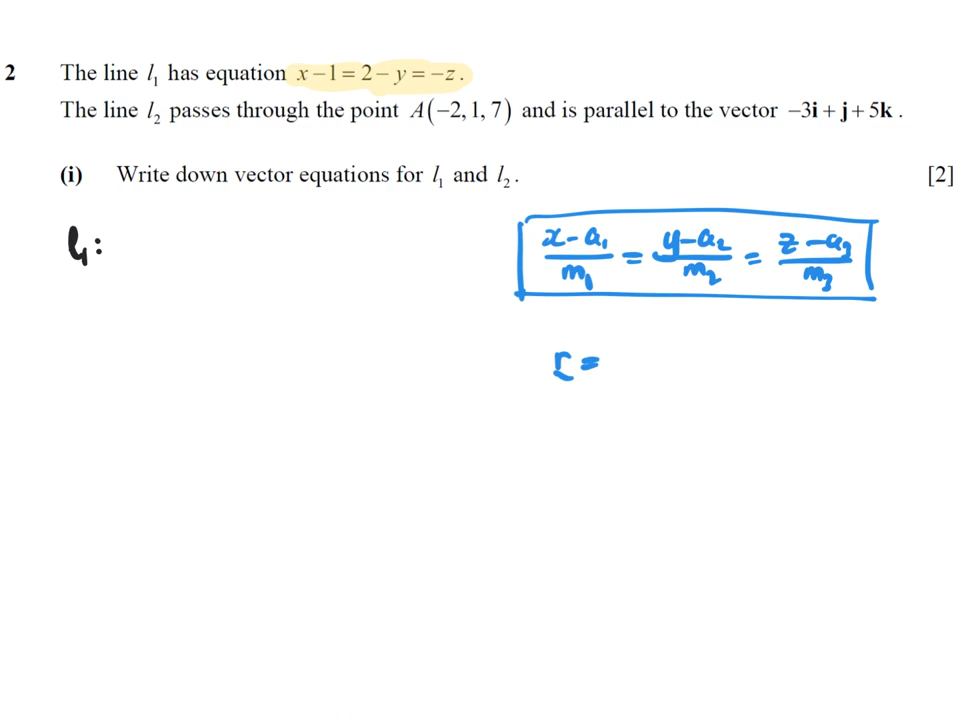 2 The line l₁ has equation x − 1 = 2 − y = −z .
The line l₂ passes through the point A(−2, 1, 7) and is parallel to the vector −3i + j + 5k .
(i) Write down vector equations for l₁ and l₂ . [2]
l₁:
(x − a₁)/m₁ = (y − a₂)/m₂ = (z − a₃)/m₃
r =